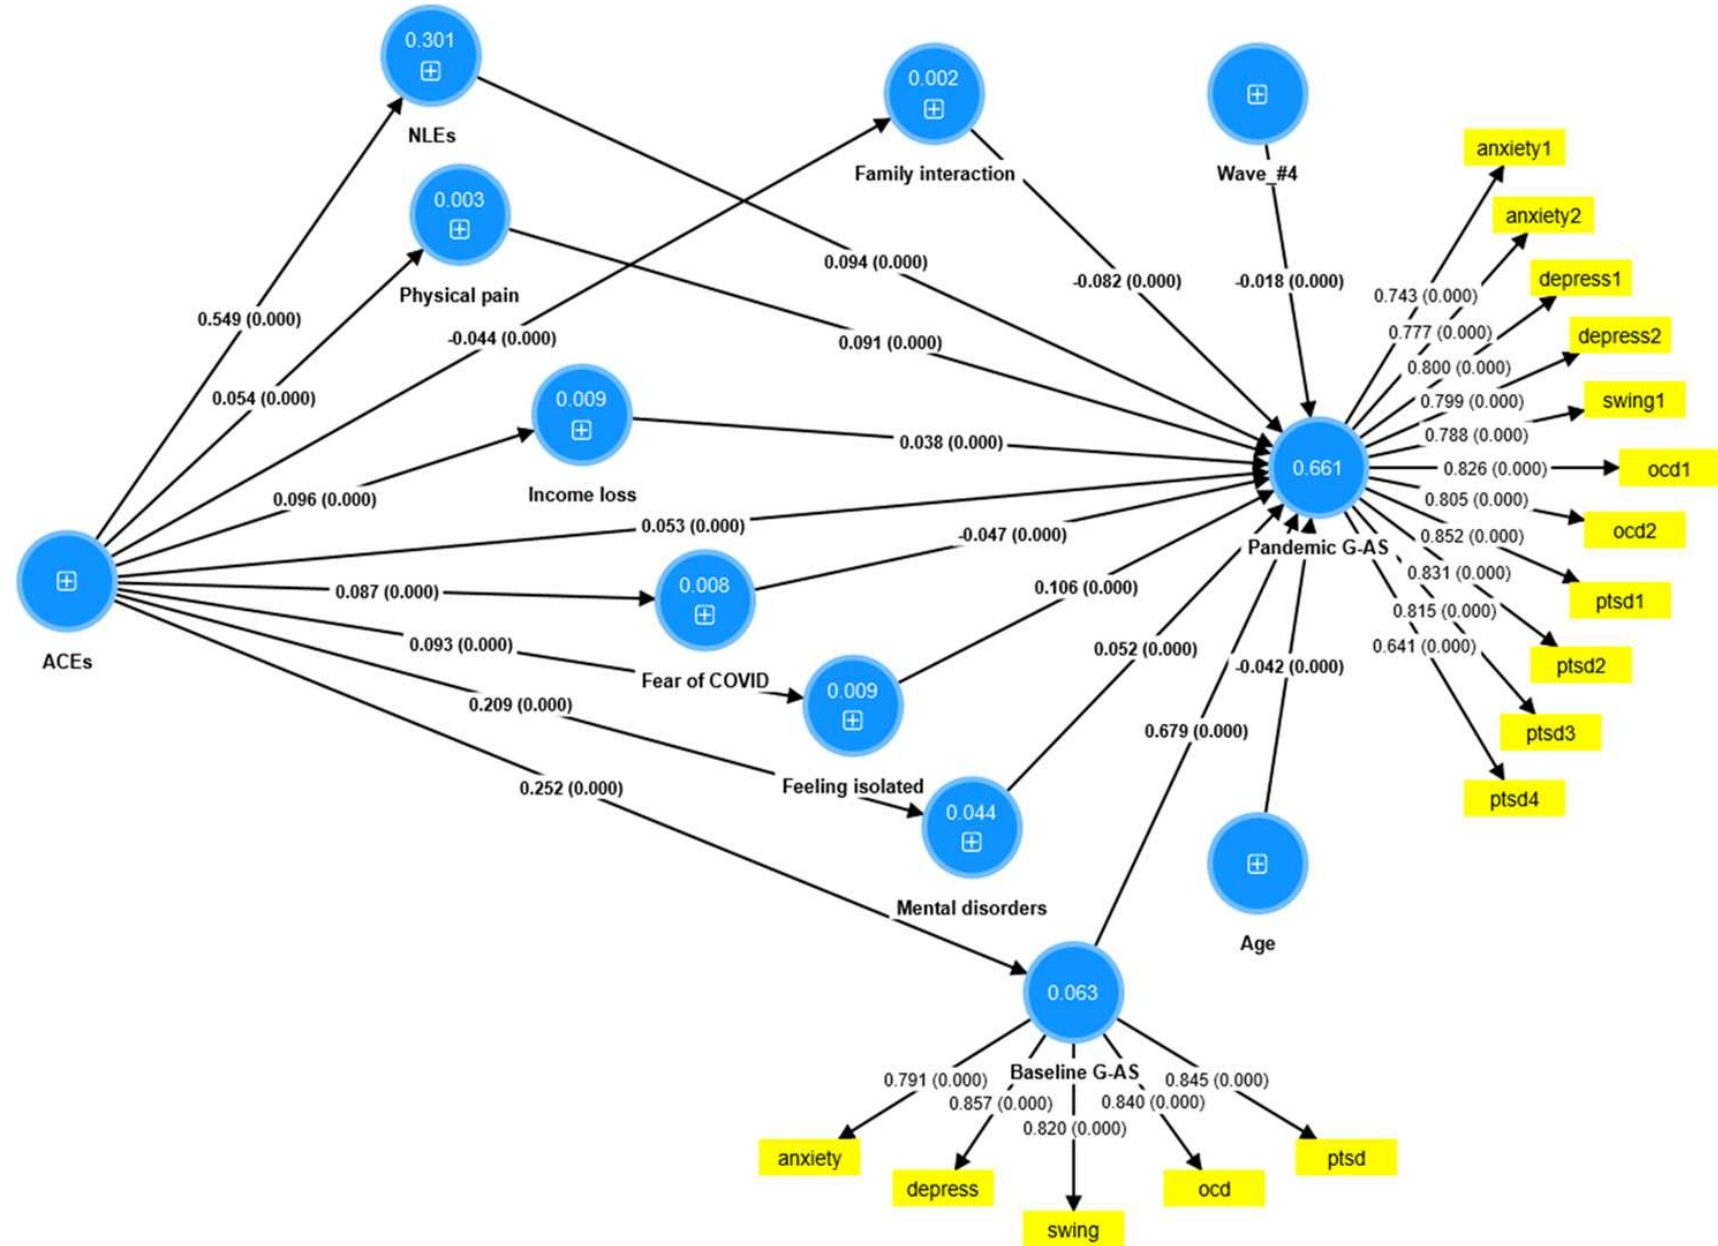 0.301
NLEs
0.002
Family interaction
Wave_#4
anxiety1
0.003
Physical pain
anxiety2
depress1
0.094 (0.000)
-0.082 (0.000)
-0.018 (0.000)
0.743 (0.000)
0.549 (0.000)
0.777 (0.000)
depress2
-0.044 (0.000)
0.091 (0.000)
0.800 (0.000)
0.054 (0.000)
0.009
0.799 (0.000)
swing1
0.788 (0.000)
0.038 (0.000)
0.661
0.826 (0.000)
ocd1
0.096 (0.000)
Income loss
0.805 (0.000)
0.053 (0.000)
-0.047 (0.000)
0.852 (0.000)
ocd2
Pandemic G-AS
0.831 (0.000)
0.087 (0.000)
0.008
0.106 (0.000)
ptsd1
0.815 (0.000)
0.093 (0.000)
0.052 (0.000)
0.641 (0.000)
ACEs
-0.042 (0.000)
ptsd2
Fear of COVID
0.009
0.209 (0.000)
0.679 (0.000)
ptsd3
0.252 (0.000)
Feeling isolated
ptsd4
0.044
Mental disorders
Age
0.063
Baseline G-AS
0.791 (0.000)
0.845 (0.000)
0.857 (0.000)
0.840 (0.000)
0.820 (0.000)
anxiety
ptsd
depress
ocd
swing